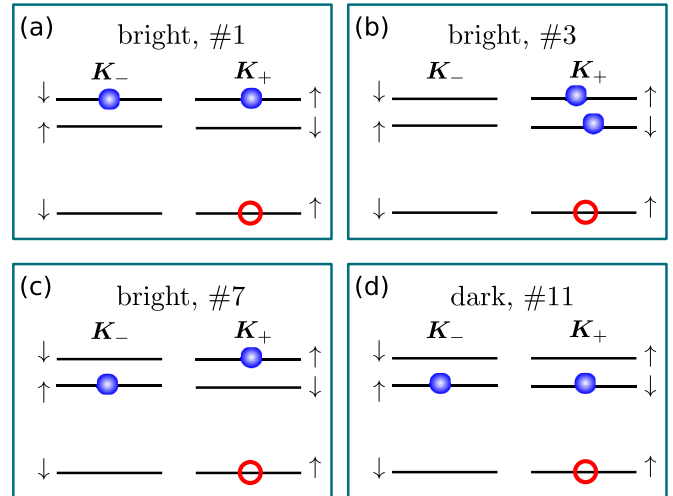 (a)
bright, #1
K₋ K₊
↓ ↑
↑ ↓
↓ ↑
(b)
bright, #3
K₋ K₊
↓ ↑
↑ ↓
↓ ↑
(c)
bright, #7
K₋ K₊
↓ ↑
↑ ↓
↓ ↑
(d)
dark, #11
K₋ K₊
↓ ↑
↑ ↓
↓ ↑